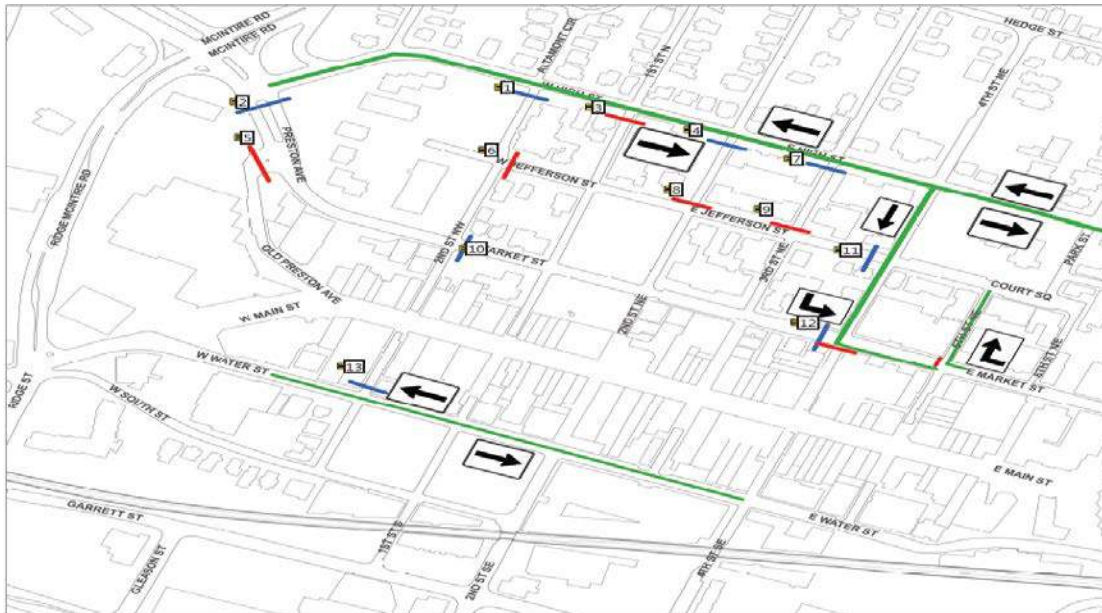 MCINTIRE RD
MCINTIRE RD
HEDGE ST
ALTAMONT CIR
1ST ST N
4TH ST NE
1
2
3
W HIGH ST
4
5
PRESTON AVE
6
7
E HIGH ST
W JEFFERSON ST
8
9
E JEFFERSON ST
RIDGE MCINTIRE RD
2ND ST NW
10
MARKET ST
11
3RD ST NE
PARK ST
OLD PRESTON AVE
COURT SQ
2ND ST NE
W MAIN ST
12
E MARKET ST
W WATER ST
13
RIDGE ST
W SOUTH ST
E MAIN ST
GARRETT ST
E WATER ST
1ST ST S
2ND ST SE
4TH ST SE
GLEASON ST